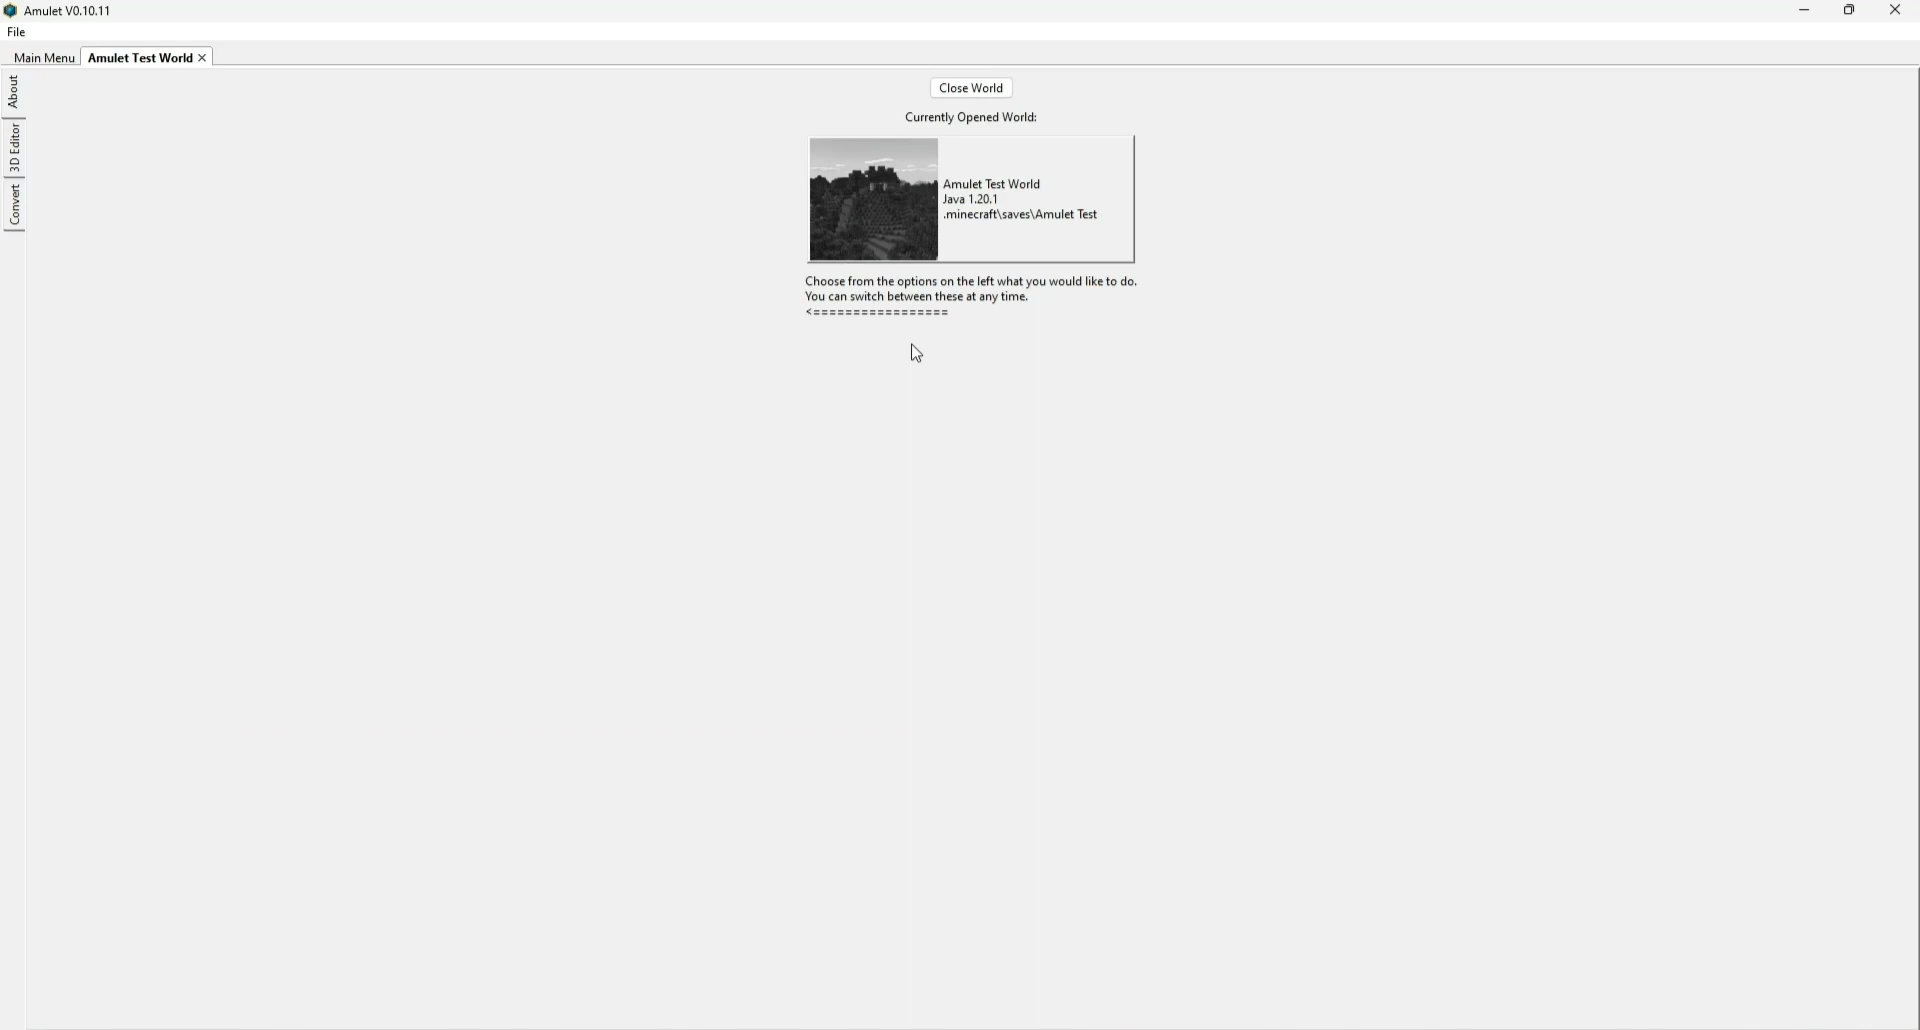 Amulet V0.10.11
File
Main Menu
Amulet Test World
About
3D Editor
Convert
Close World
Currently Opened World:
Amulet Test World
Java 1.20.1
.minecraft\saves\Amulet Test
Choose from the options on the left what you would like to do.
You can switch between these at any time.
<=================